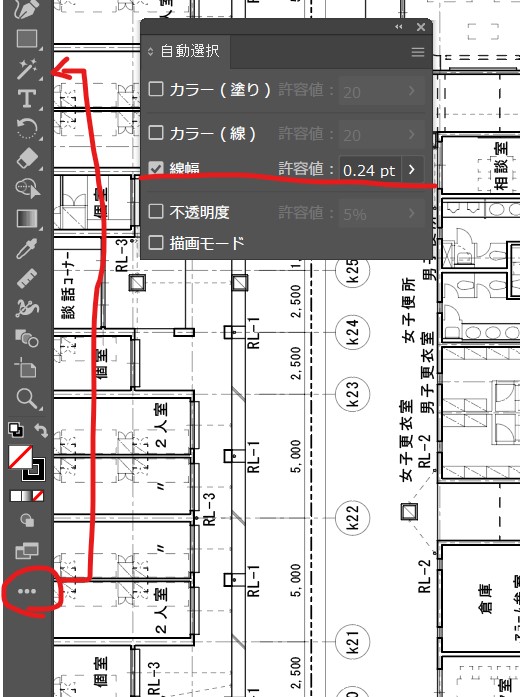 自動選択
カラー ( 塗り ) 許容値 : 20
カラー ( 線 ) 許容値 : 20
線幅 許容値 : 0.24 pt
不透明度 許容値 : 5%
描画モード
T
個室
談話コーナー
RL-3
個室
2人室
〃
RL-3
〃
2人室
個室
RL-3
2,500
2,500
5,000
5,000
2,500
RL-1
RL-1
RL-1
k25
k24
k23
k22
k21
相談室
女子便所
男子更衣室
女子更衣室
RL-2
RL-2
倉庫